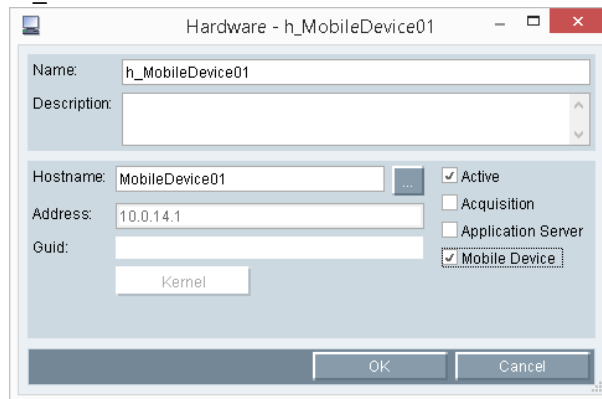 Hardware - h_MobileDevice01
Name: h_MobileDevice01
Description:
Hostname: MobileDevice01 ... Active
Acquisition
Address: 10.0.14.1
Application Server
Guid:
Mobile Device
Kernel
OK Cancel